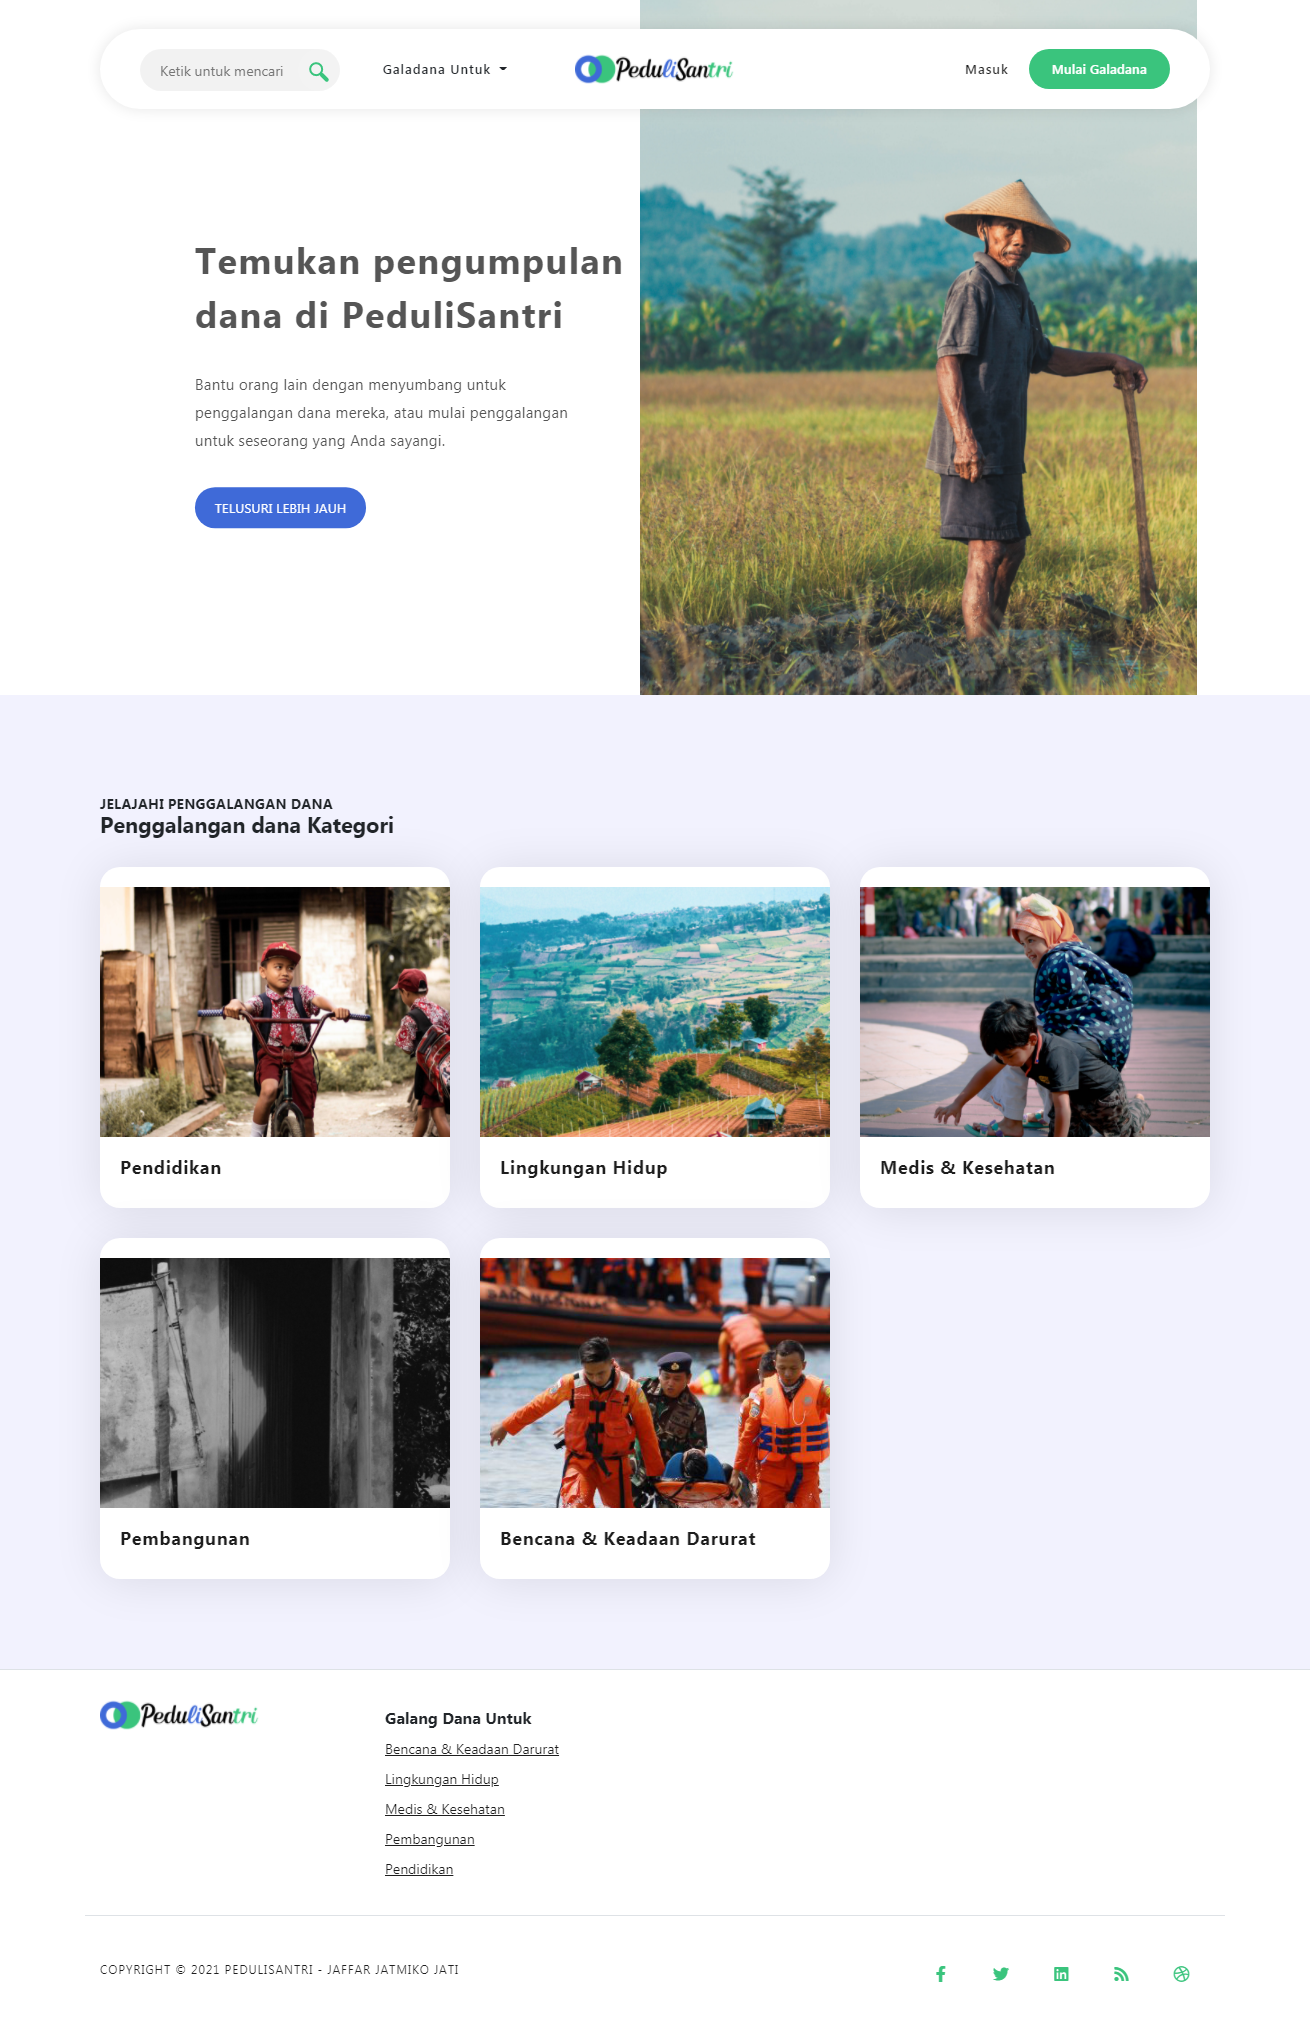 Ketik untuk mencari
Galadana Untuk
PeduliSantri
Masuk
Mulai Galadana
Temukan pengumpulan
dana di PeduliSantri
Bantu orang lain dengan menyumbang untuk
penggalangan dana mereka, atau mulai penggalangan
untuk seseorang yang Anda sayangi.
TELUSURI LEBIH JAUH
JELAJAHI PENGGALANGAN DANA
Penggalangan dana Kategori
Pendidikan
Lingkungan Hidup
Medis & Kesehatan
SAR NASIONAL
Pembangunan
Bencana & Keadaan Darurat
PeduliSantri
Galang Dana Untuk
Bencana & Keadaan Darurat
Lingkungan Hidup
Medis & Kesehatan
Pembangunan
Pendidikan
COPYRIGHT © 2021 PEDULISANTRI - JAFFAR JATMIKO JATI